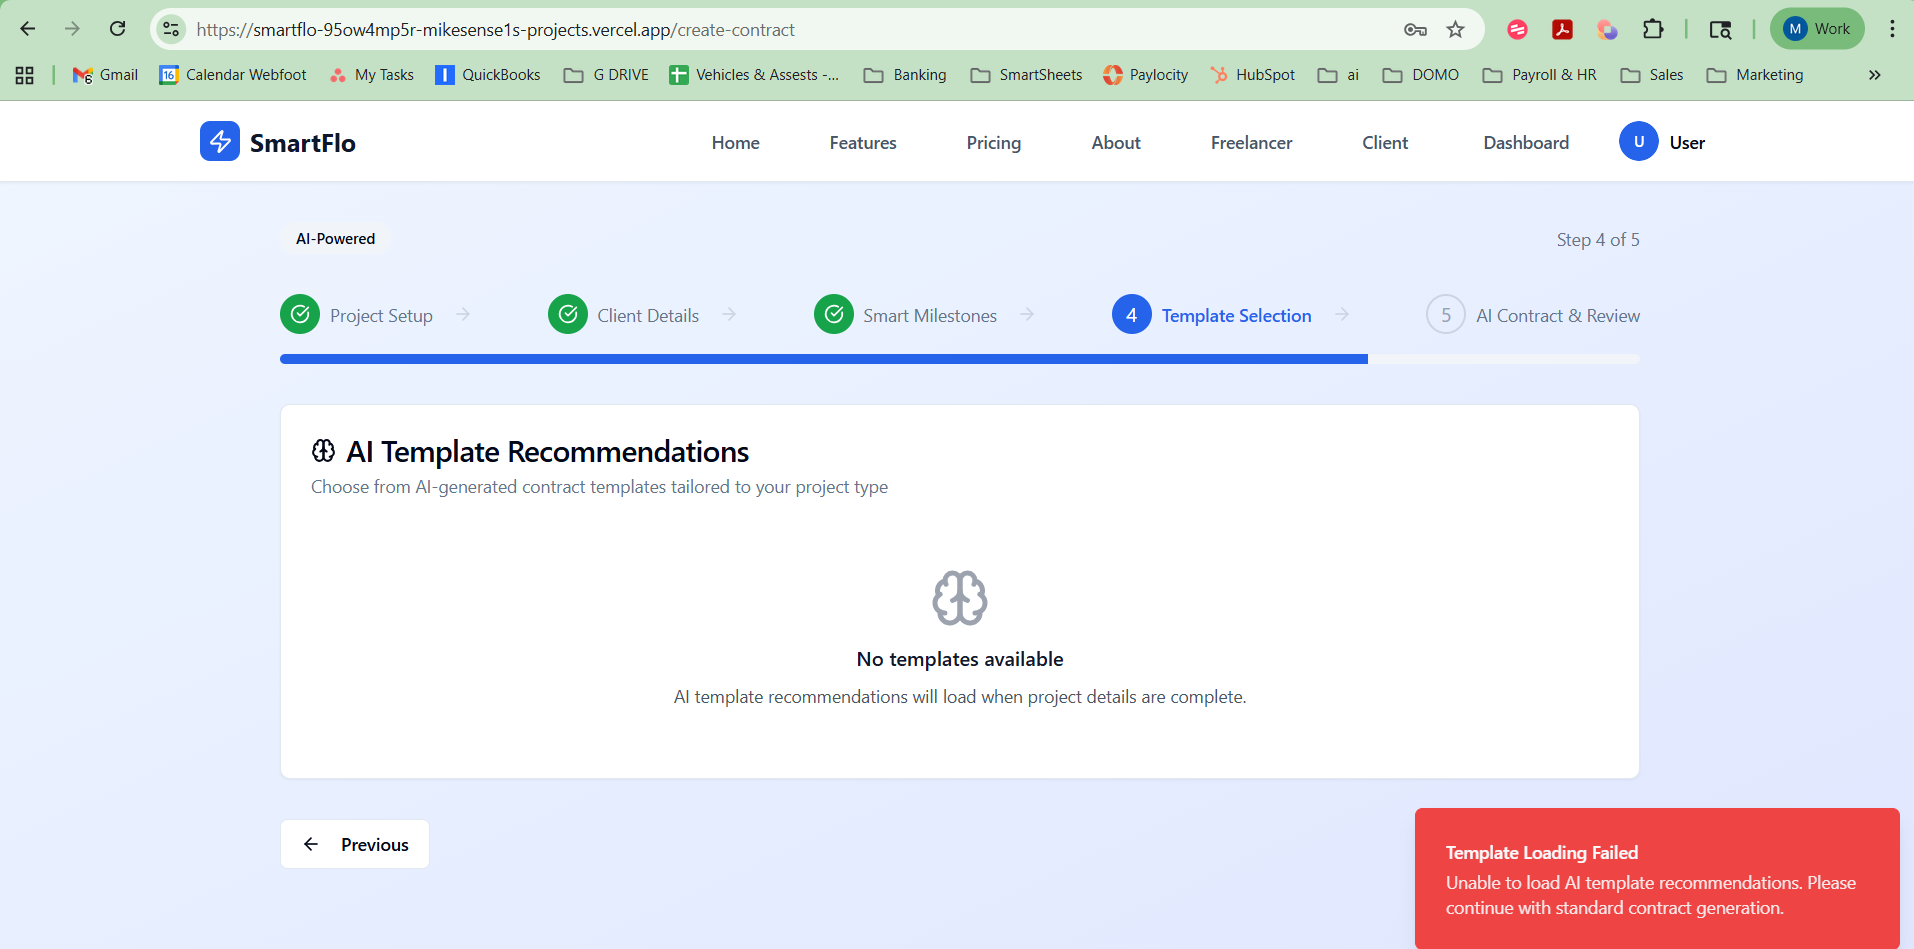 https://smartflo-95ow4mp5r-mikesense1s-projects.vercel.app/create-contract
M Work
Gmail 16 Calendar Webfoot My Tasks QuickBooks G DRIVE Vehicles & Assests -... Banking SmartSheets Paylocity HubSpot ai DOMO Payroll & HR Sales Marketing
SmartFlo Home Features Pricing About Freelancer Client Dashboard U User
AI-Powered Step 4 of 5
Project Setup Client Details Smart Milestones 4 Template Selection 5 AI Contract & Review
AI Template Recommendations
Choose from AI-generated contract templates tailored to your project type
No templates available
AI template recommendations will load when project details are complete.
Previous
Template Loading Failed
Unable to load AI template recommendations. Please
continue with standard contract generation.